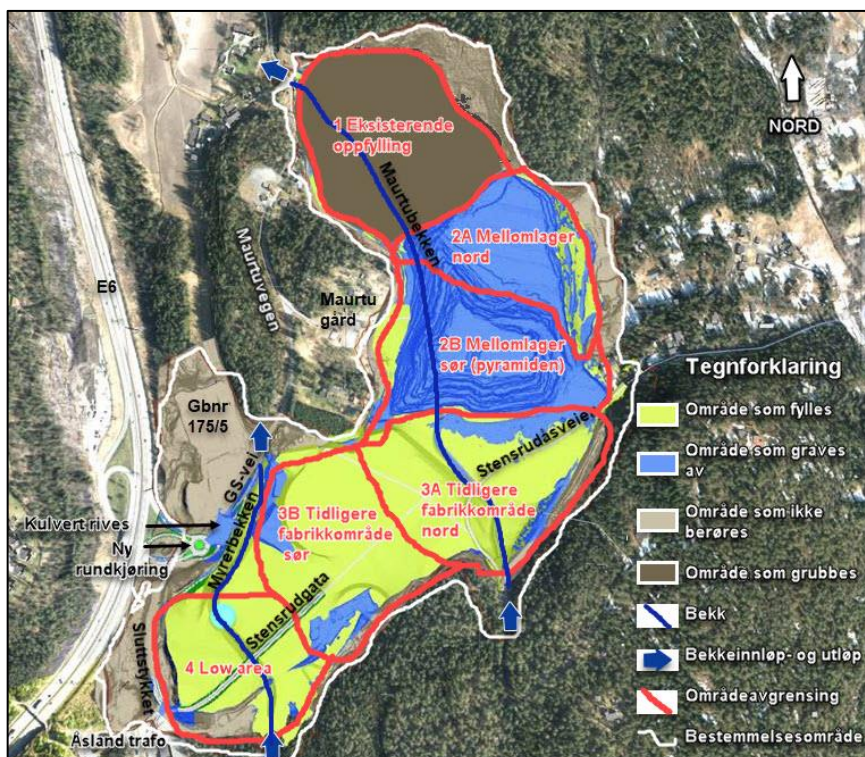 NORD
1 Eksisterende
oppfylling
Maurtubekken
2A Mellomlager
nord
E6
Maurtuvegen
Maurtu
gård
2B Mellomlager
sør (pyramiden)
Gbnr
175/5
GS-vei
Stensrudåsveien
3A Tidligere
fabrikkområde
nord
3B Tidligere
fabrikkområde
sør
Kulvert rives
Ny
rundkjøring
Myrerbekken
Stensrudgata
Sluttstykket
4 Low area
Åsland trafo
Tegnforklaring
Område som fylles
Område som graves
av
Område som ikke
berøres
Område som grubbes
Bekk
Bekkeinnløp- og utløp
Områdeavgrensing
Bestemmelsesområde